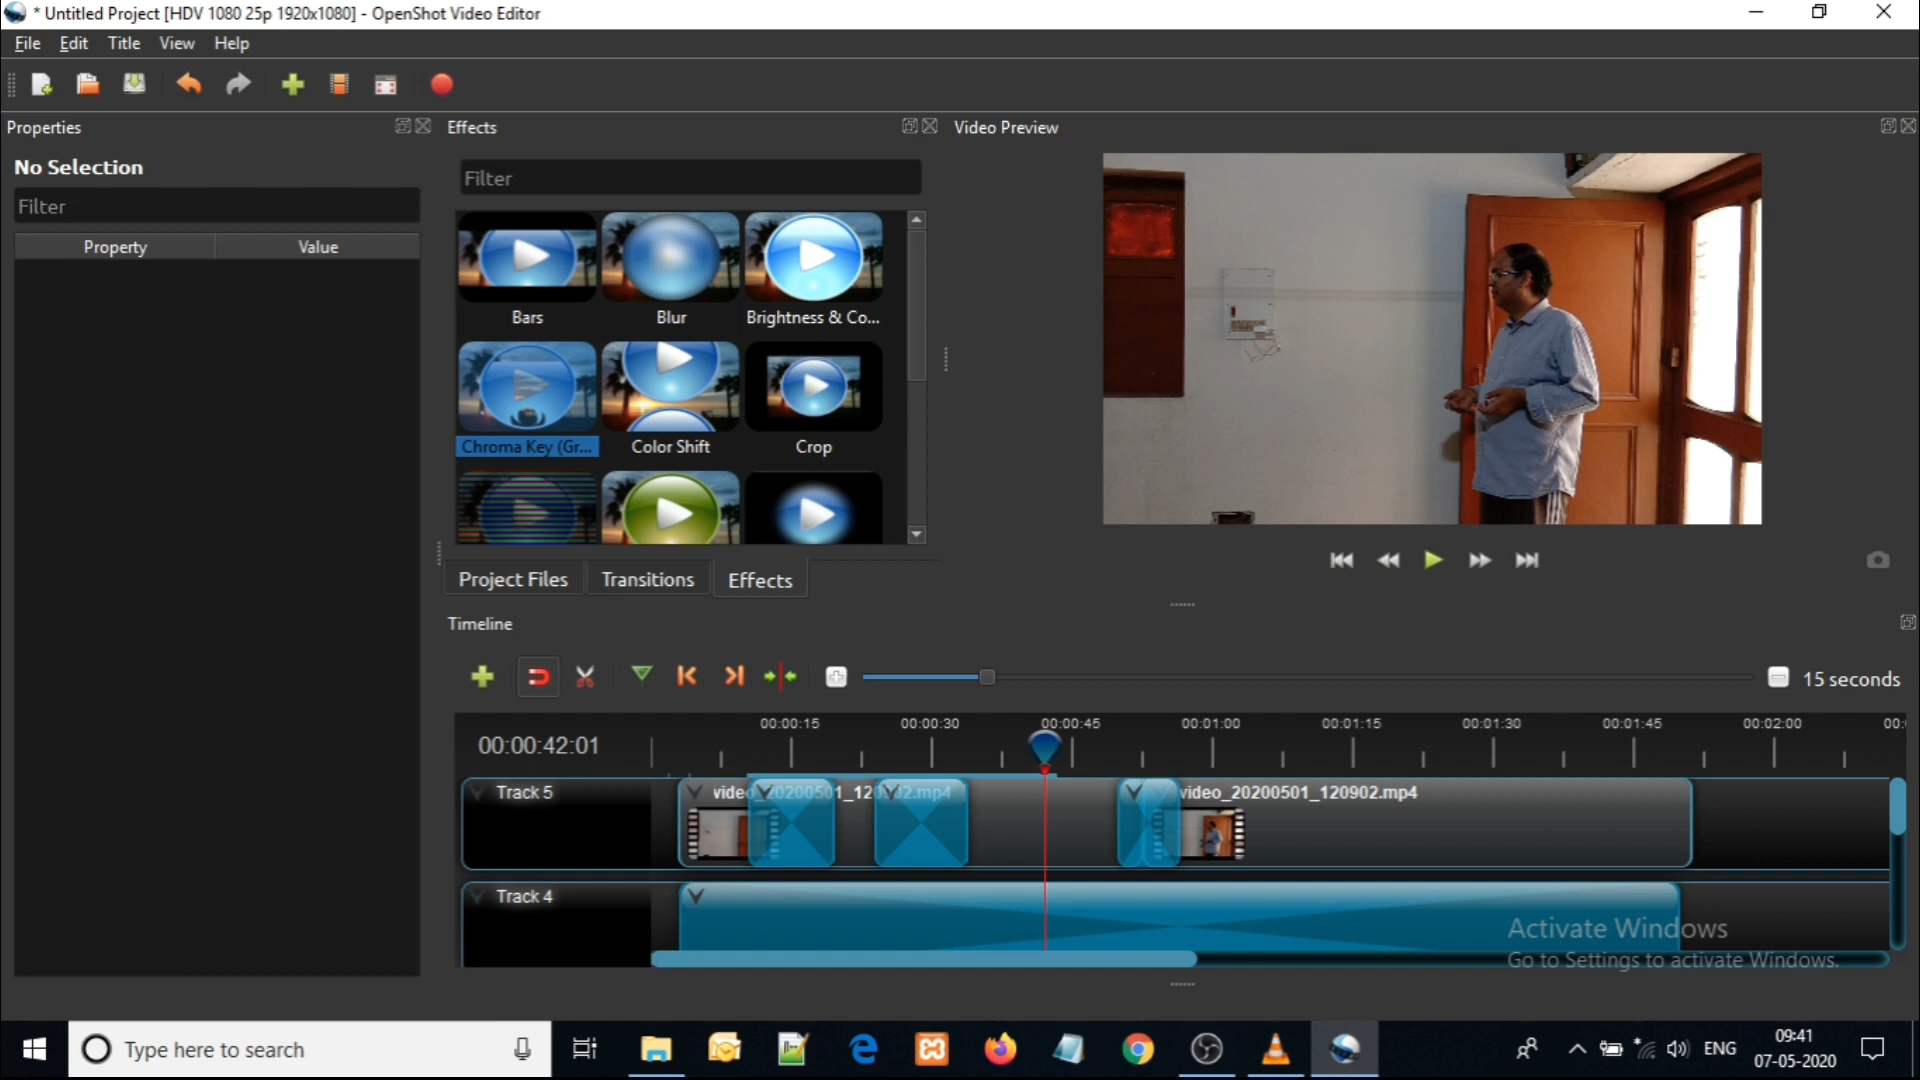 * Untitled Project [HDV 1080 25p 1920x1080] - OpenShot Video Editor
File Edit Title View Help
Properties
Effects
Video Preview
No Selection
Filter
Filter
Property Value
Bars
Blur
Brightness & Co...
Chroma Key (Gr...
Color Shift
Crop
Project Files
Transitions
Effects
Timeline
15 seconds
00:00:42:01
00:00:15
00:00:30
00:00:45
00:01:00
00:01:15
00:01:30
00:01:45
00:02:00
00:
Track 5
video_20200501_120902.mp4
video_20200501_120902.mp4
Track 4
Activate Windows
Go to Settings to activate Windows.
Type here to search
ENG
09:41
07-05-2020